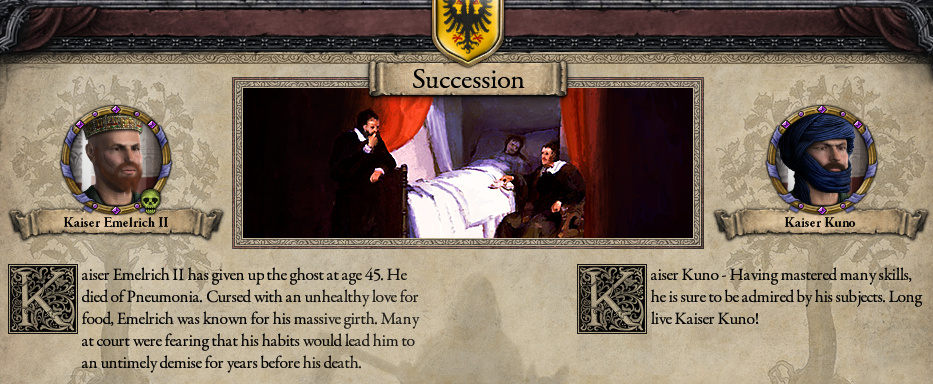 Succession
Kaiser Emelrich II
Kaiser Kuno
Kaiser Emelrich II has given up the ghost at age 45. He
died of Pneumonia. Cursed with an unhealthy love for
food, Emelrich was known for his massive girth. Many
at court were fearing that his habits would lead him to
an untimely demise for years before his death.
Kaiser Kuno - Having mastered many skills,
he is sure to be admired by his subjects. Long
live Kaiser Kuno!